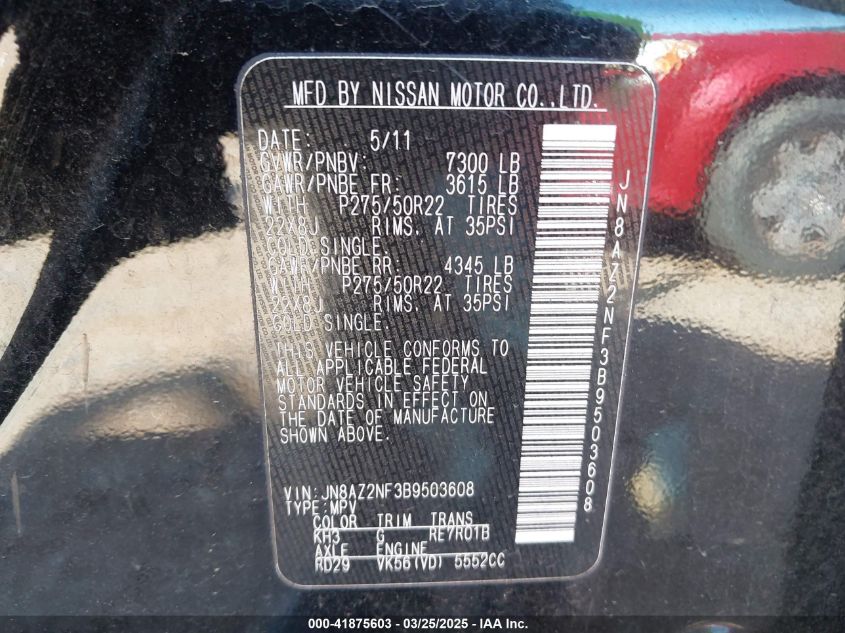 MFD BY NISSAN MOTOR CO.,LTD.
DATE: 5/11
GVWR/PNBV: 7300 LB
GAWR/PNBE FR: 3615 LB
WITH P275/50R22 TIRES
22X8J RIMS. AT 35PSI
COLD SINGLE.
GAWR/PNBE RR: 4345 LB
WITH P275/50R22 TIRES
22X8J RIMS. AT 35PSI
COLD SINGLE.
THIS VEHICLE CONFORMS TO
ALL APPLICABLE FEDERAL
MOTOR VEHICLE SAFETY
STANDARDS IN EFFECT ON
THE DATE OF MANUFACTURE
SHOWN ABOVE.
VIN:JN8AZ2NF3B9503608
TYPE:MPV
COLOR TRIM TRANS
KH3 G RE7R01B
AXLE ENGINE
RD29 VK56(VD) 5552CC
JN8AZ2NF3B9503608
000-41875603 - 03/25/2025 - IAA Inc.